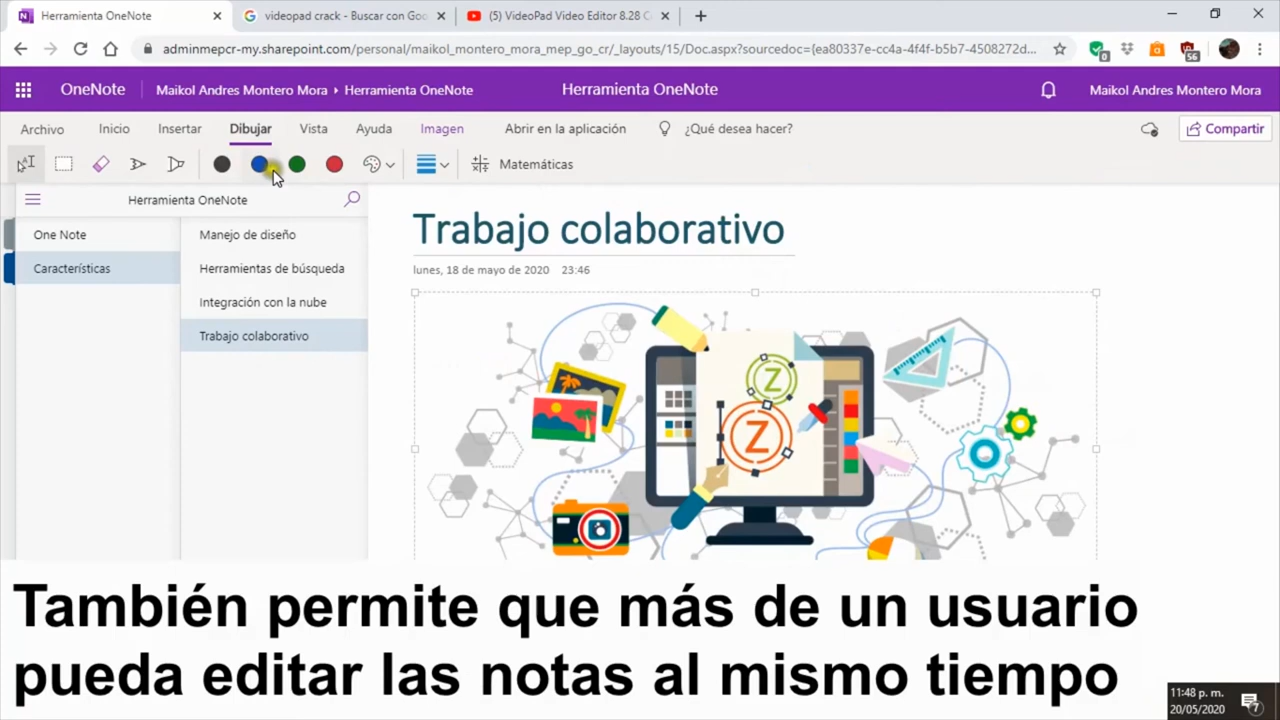 Herramienta OneNote
videopad crack - Buscar con Goo
(5) VideoPad Video Editor 8.28 C
adminmepcr-my.sharepoint.com/personal/maikol_montero_mora_mep_go_cr/_layouts/15/Doc.aspx?sourcedoc={ea80337e-cc4a-4f4f-b5b7-4508272d...
0
56
OneNote
Maikol Andres Montero Mora
Herramienta OneNote
Herramienta OneNote
Maikol Andres Montero Mora
Archivo
Inicio
Insertar
Dibujar
Vista
Ayuda
Imagen
Abrir en la aplicación
¿Qué desea hacer?
Compartir
Matemáticas
Herramienta OneNote
One Note
Características
Manejo de diseño
Herramientas de búsqueda
Integración con la nube
Trabajo colaborativo
Trabajo colaborativo
lunes, 18 de mayo de 2020 23:46
Z
Z
También permite que más de un usuario
pueda editar las notas al mismo tiempo
11:48 p. m.
20/05/2020
7